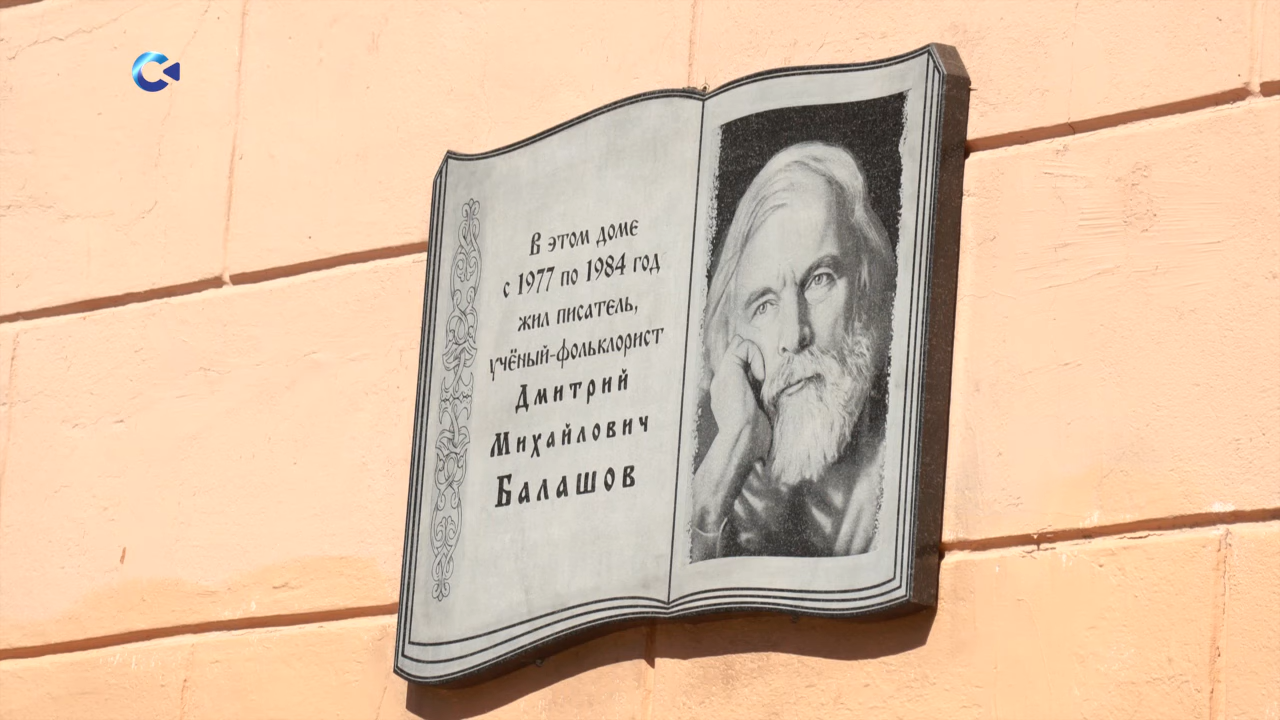 В этом доме
с 1977 по 1984 год
жил писатель,
учёный-фольклорист
Дмитрий
Михайлович
Балашов